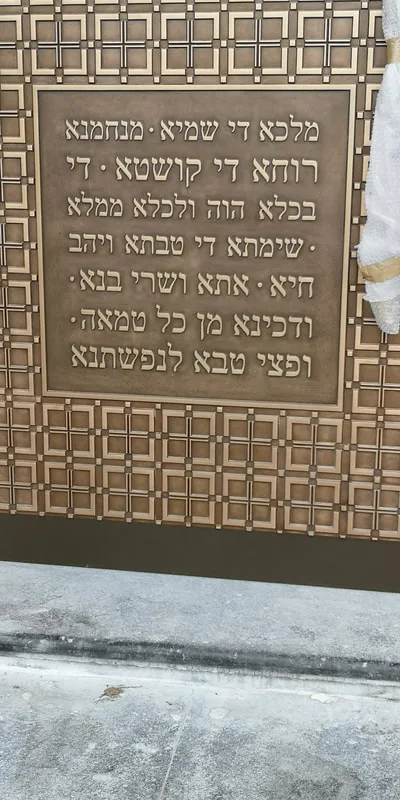 מלכא די שמיא · מנחמנא
רוחא די קושטא · די
בכלא הוה ולכלא ממלא
· שימתא די טבתא ויהב
חיא · אתא ושרי בנא ·
ודכינא מן כל טמאה ·
ופצי טבא לנפשתנא